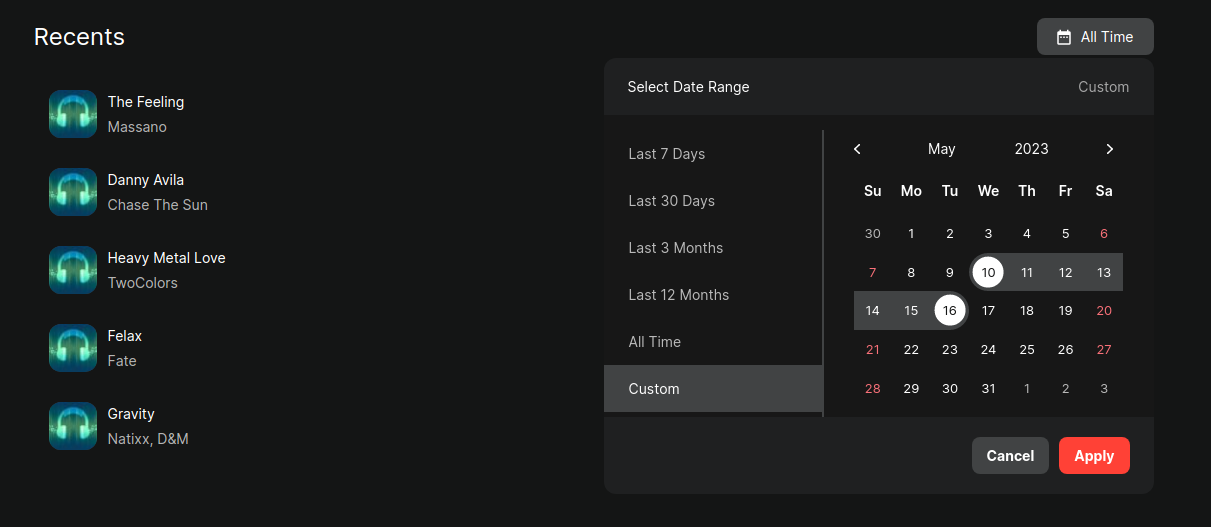 Recents
All Time
The Feeling
Massano
Danny Avila
Chase The Sun
Heavy Metal Love
TwoColors
Felax
Fate
Gravity
Natixx, D&M
Select Date Range
Custom
Last 7 Days
Last 30 Days
Last 3 Months
Last 12 Months
All Time
Custom
May 2023
Su Mo Tu We Th Fr Sa
30 1 2 3 4 5 6
7 8 9 10 11 12 13
14 15 16 17 18 19 20
21 22 23 24 25 26 27
28 29 30 31 1 2 3
Cancel
Apply